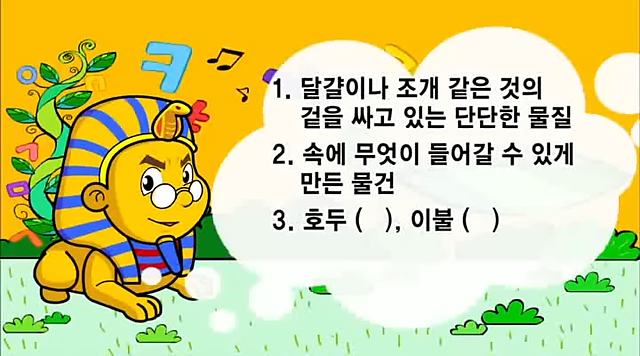 ㅋ
1. 달걀이나 조개 같은 것의
겉을 싸고 있는 단단한 물질
2. 속에 무엇이 들어갈 수 있게
만든 물건
3. 호두 (  ), 이불 (  )